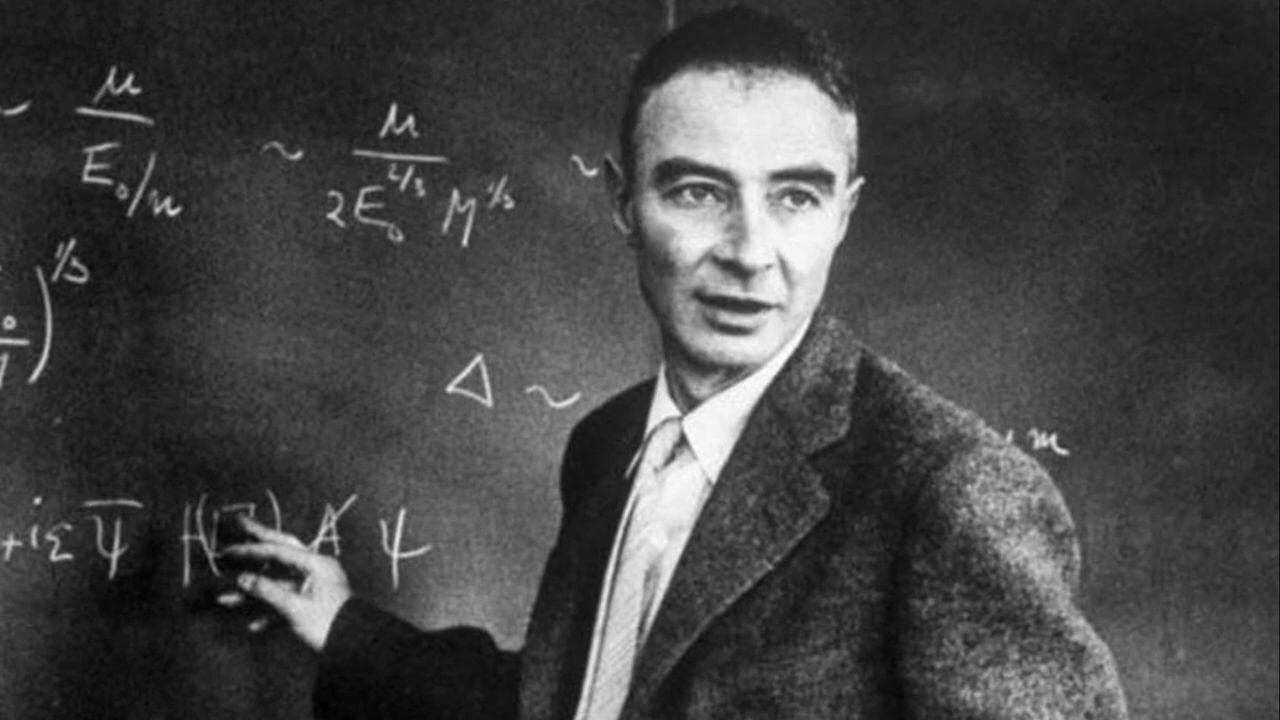 ~ μ / E₀/n ~ μ / 2E₀^2/3 M^1/3 ~
)^1/3
Δ ~ m
+iε ψ̄ H(□) A̸ ψ